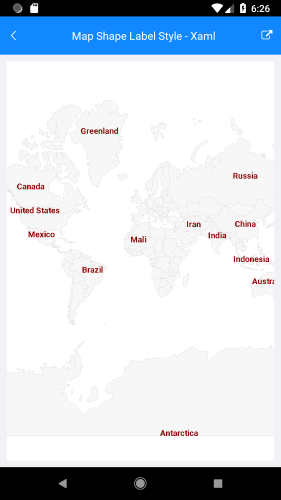 6:26
Map Shape Label Style - Xaml
Greenland
Russia
Canada
United States
Mexico
Iran
China
India
Mali
Indonesia
Brazil
Austra
Antarctica